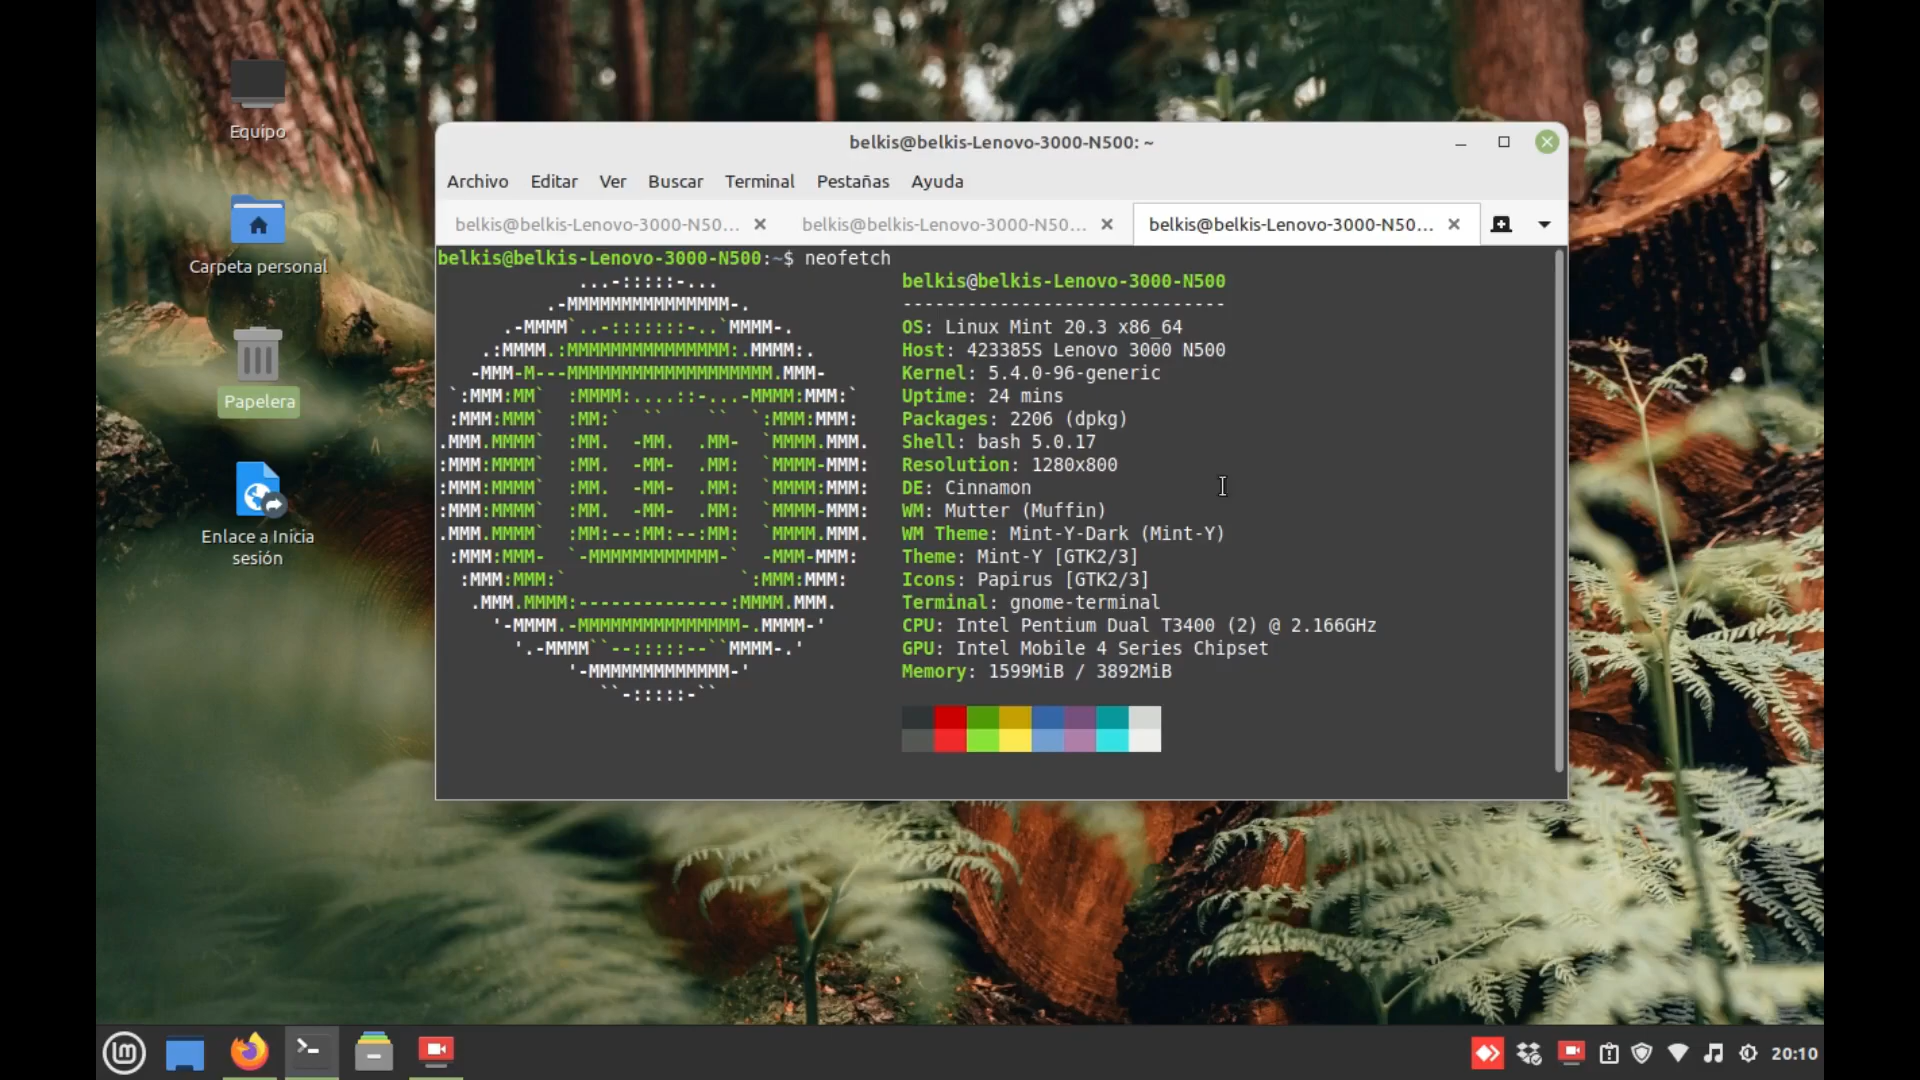 Equipo
Carpeta personal
Papelera
Enlace a Inicia
sesión
belkis@belkis-Lenovo-3000-N500: ~
Archivo Editar Ver Buscar Terminal Pestañas Ayuda
belkis@belkis-Lenovo-3000-N50... belkis@belkis-Lenovo-3000-N50... belkis@belkis-Lenovo-3000-N50...
belkis@belkis-Lenovo-3000-N500:~$ neofetch
belkis@belkis-Lenovo-3000-N500
------------------------------
OS: Linux Mint 20.3 x86_64
Host: 423385S Lenovo 3000 N500
Kernel: 5.4.0-96-generic
Uptime: 24 mins
Packages: 2206 (dpkg)
Shell: bash 5.0.17
Resolution: 1280x800
DE: Cinnamon
WM: Mutter (Muffin)
WM Theme: Mint-Y-Dark (Mint-Y)
Theme: Mint-Y [GTK2/3]
Icons: Papirus [GTK2/3]
Terminal: gnome-terminal
CPU: Intel Pentium Dual T3400 (2) @ 2.166GHz
GPU: Intel Mobile 4 Series Chipset
Memory: 1599MiB / 3892MiB
20:10